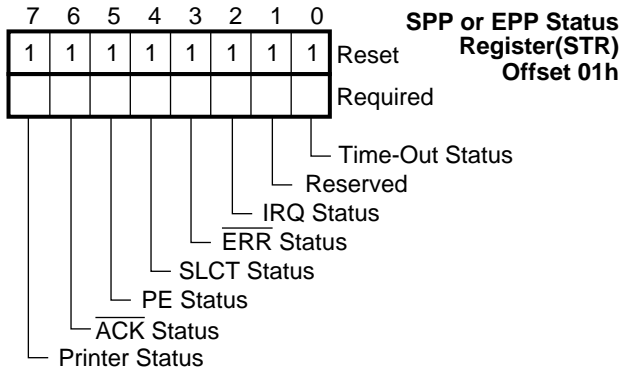 7 6 5 4 3 2 1 0
SPP or EPP Status
Register(STR)
Offset 01h
1 1 1 1 1 1 1 1 Reset
Required
Time-Out Status
Reserved
IRQ Status
E̅R̅R̅ Status
SLCT Status
PE Status
A̅C̅K̅ Status
Printer Status